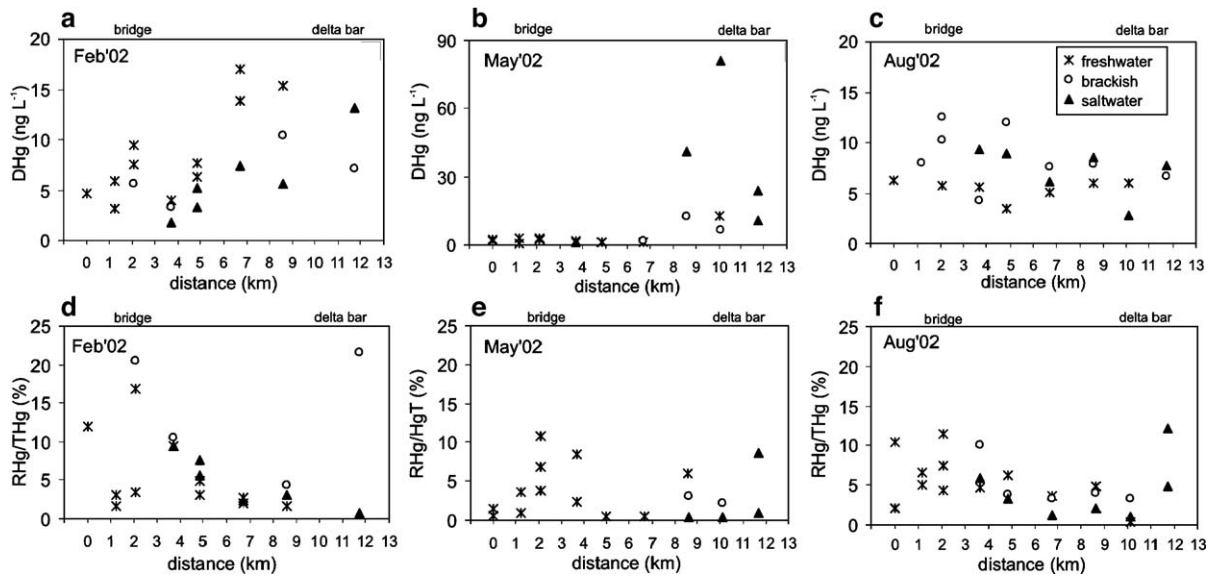 a
bridge
delta bar
Feb'02
DHg (ng L⁻¹)
20
15
10
5
0
0 1 2 3 4 5 6 7 8 9 10 11 12 13
distance (km)
b
bridge
delta bar
May'02
DHg (ng L⁻¹)
90
60
30
0
0 1 2 3 4 5 6 7 8 9 10 11 12 13
distance (km)
c
bridge
delta bar
Aug'02
freshwater
brackish
saltwater
DHg (ng L⁻¹)
20
15
10
5
0
0 1 2 3 4 5 6 7 8 9 10 11 12 13
distance (km)
d
bridge
delta bar
Feb'02
RHg/THg (%)
25
20
15
10
5
0
0 1 2 3 4 5 6 7 8 9 10 11 12 13
distance (km)
e
bridge
delta bar
May'02
RHg/HgT (%)
25
20
15
10
5
0
0 1 2 3 4 5 6 7 8 9 10 11 12 13
distance (km)
f
bridge
delta bar
Aug'02
RHg/THg (%)
25
20
15
10
5
0
0 1 2 3 4 5 6 7 8 9 10 11 12 13
distance (km)